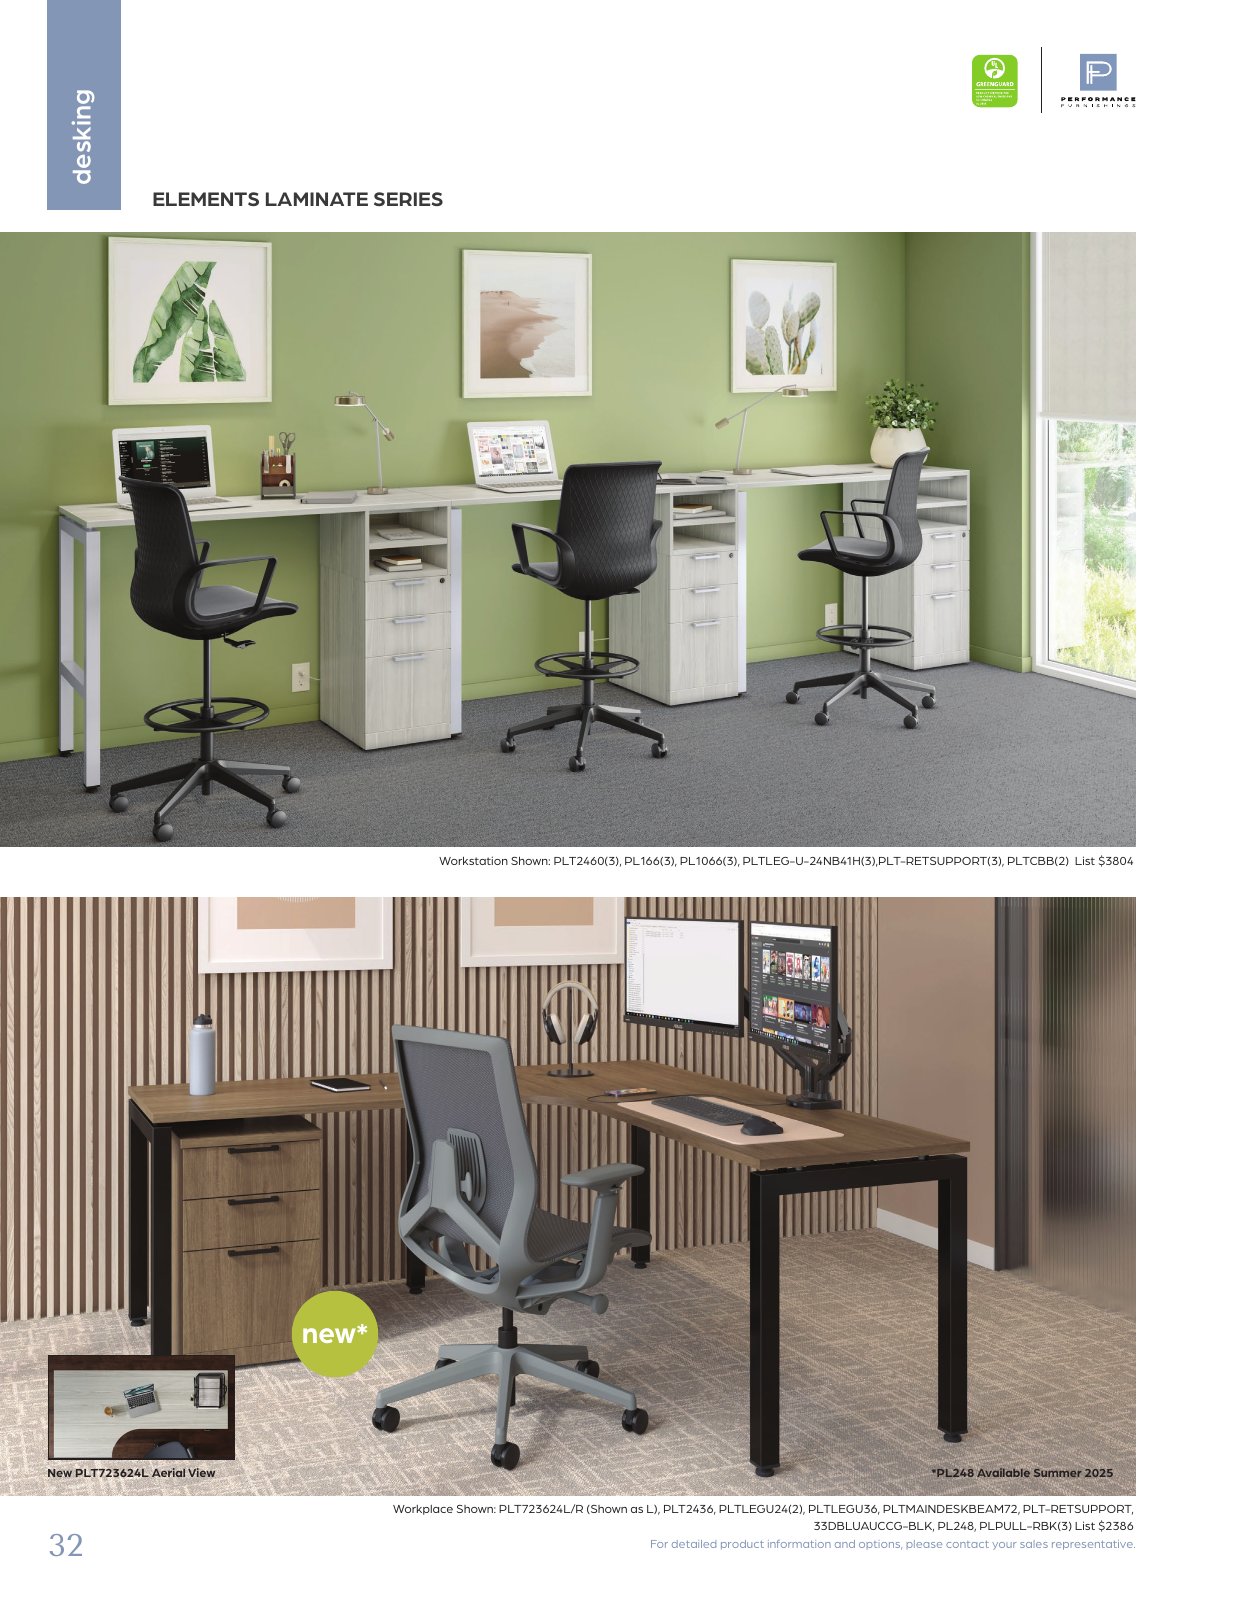 desking
GREENGUARD
PERFORMANCE
FURNISHINGS
ELEMENTS LAMINATE SERIES
Workstation Shown: PLT2460(3), PL166(3), PL1066(3), PLTLEG-U-24NB41H(3),PLT-RETSUPPORT(3), PLTCBB(2)  List $3804
new*
New PLT723624L Aerial View
*PL248 Available Summer 2025
Workplace Shown: PLT723624L/R (Shown as L), PLT2436, PLTLEGU24(2), PLTLEGU36, PLTMAINDESKBEAM72, PLT-RETSUPPORT,
33DBLUAUCCG-BLK, PL248, PLPULL-RBK(3) List $2386
32
For detailed product information and options, please contact your sales representative.